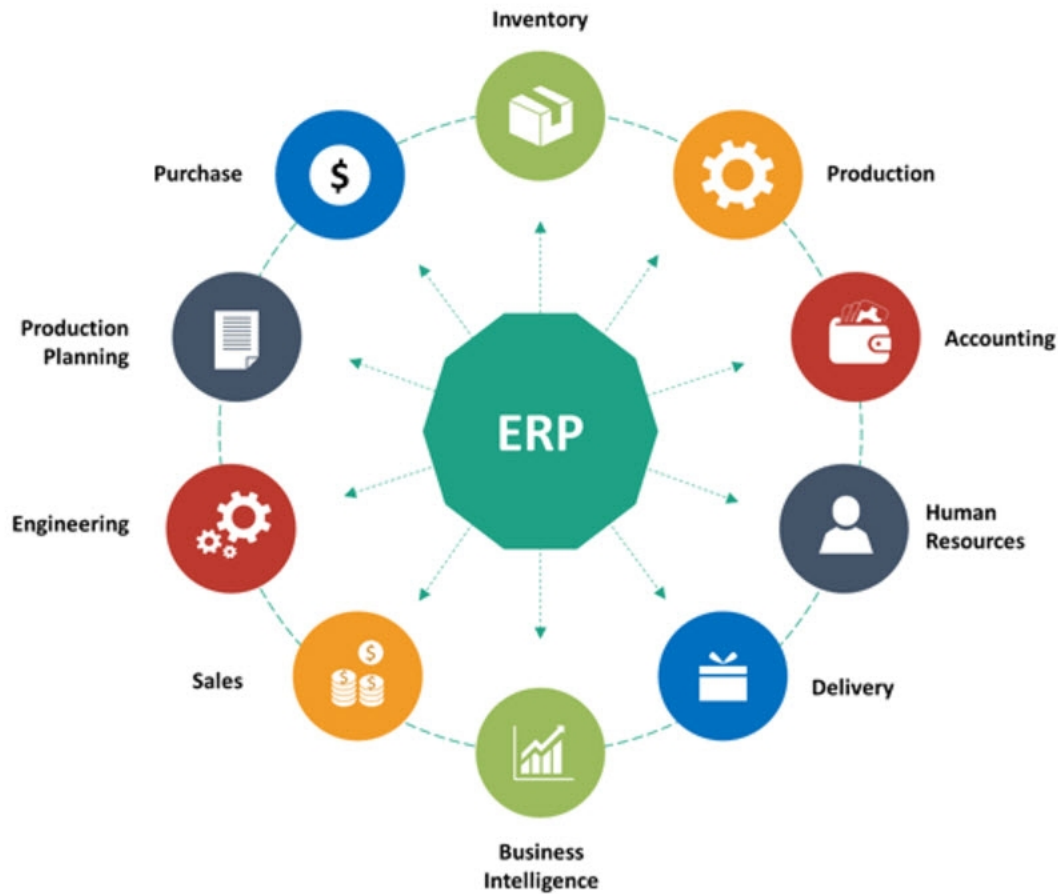 Inventory
Purchase
$
Production
Production
Planning
Accounting
ERP
Engineering
Human
Resources
Sales
$
$ $
Delivery
Business
Intelligence